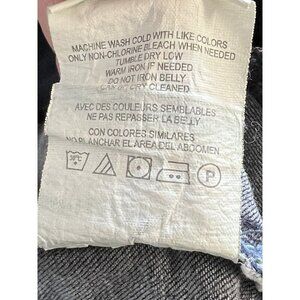 MACHINE WASH COLD WITH LIKE COLORS
ONLY NON-CHLORINE BLEACH WHEN NEEDED
TUMBLE DRY LOW
WARM IRON IF NEEDED
DO NOT IRON BELLY
DRY CLEANED
AVEC DES COULEURS SEMBLABLES
NE PAS REPASSER LA BELLY
CON COLORES SIMILARES
NO PLANCHAR EL AREA DEL ABDOMEN
30°C
P